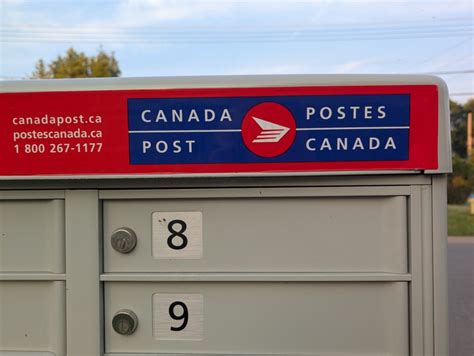 canadapost.ca
postescanada.ca
1 800 267-1177
CANADA
POST
POSTES
CANADA
8
9